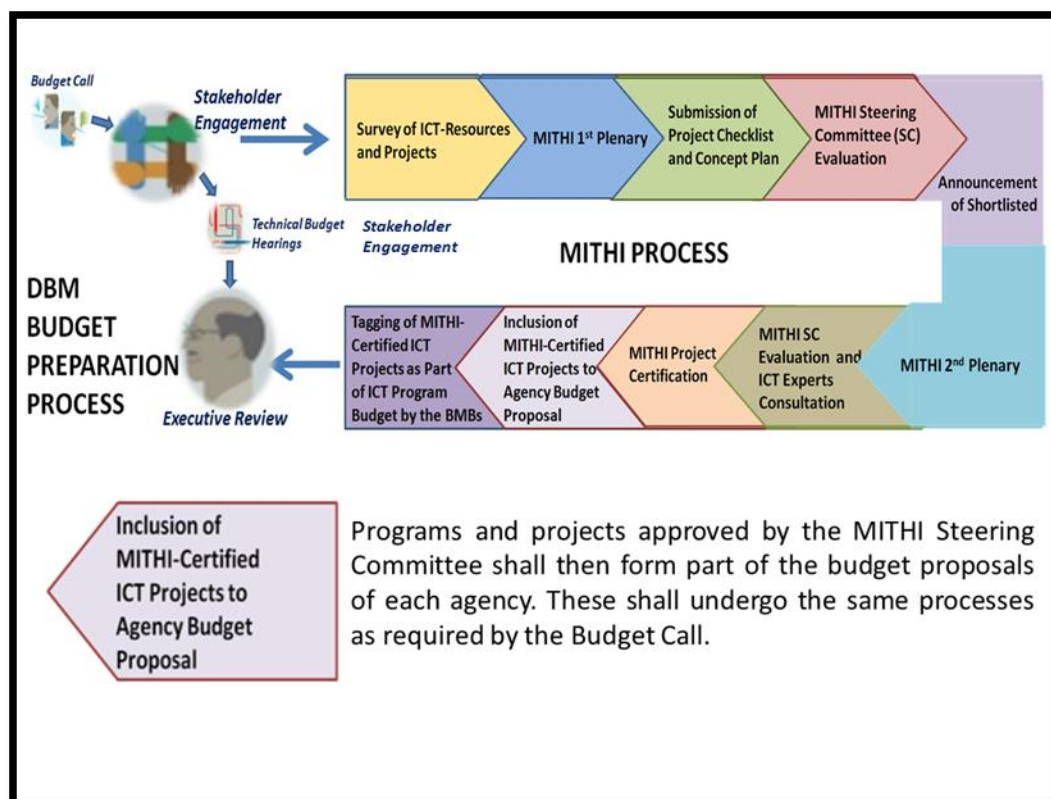 Budget Call
Stakeholder
Engagement
Survey of ICT-Resources
and Projects
MITHI 1st Plenary
Submission of
Project Checklist
and Concept Plan
MITHI Steering
Committee (SC)
Evaluation
Announcement
of Shortlisted
Technical Budget
Hearings
Stakeholder
Engagement
MITHI PROCESS
DBM
BUDGET
PREPARATION
PROCESS
Executive Review
Tagging of MITHI-
Certified ICT
Projects as Part
of ICT Program
Budget by the BMBs
Inclusion of
MITHI-Certified
ICT Projects to
Agency Budget
Proposal
MITHI Project
Certification
MITHI SC
Evaluation and
ICT Experts
Consultation
MITHI 2nd Plenary
Inclusion of
MITHI-Certified
ICT Projects to
Agency Budget
Proposal
Programs and projects approved by the MITHI Steering
Committee shall then form part of the budget proposals
of each agency. These shall undergo the same processes
as required by the Budget Call.